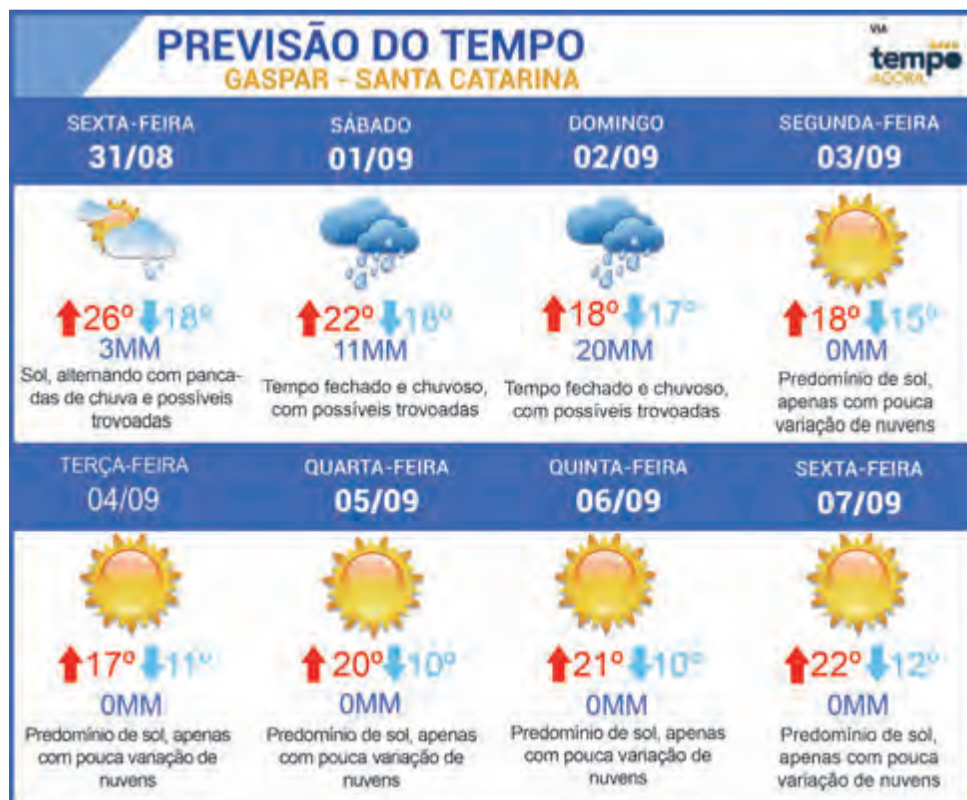 PREVISÃO DO TEMPO
GASPAR - SANTA CATARINA
VIA
tempo
AGORA
SEXTA-FEIRA
31/08
26º 18º
3MM
Sol, alternando com panca-
das de chuva e possíveis
trovoadas
SÁBADO
01/09
22º 18º
11MM
Tempo fechado e chuvoso,
com possíveis trovoadas
DOMINGO
02/09
18º 17º
20MM
Tempo fechado e chuvoso,
com possíveis trovoadas
SEGUNDA-FEIRA
03/09
18º 15º
0MM
Predomínio de sol,
apenas com pouca
variação de nuvens
TERÇA-FEIRA
04/09
17º 11º
0MM
Predomínio de sol, apenas
com pouca variação de
nuvens
QUARTA-FEIRA
05/09
20º 10º
0MM
Predomínio de sol, apenas
com pouca variação de
nuvens
QUINTA-FEIRA
06/09
21º 10º
0MM
Predomínio de sol, apenas
com pouca variação de
nuvens
SEXTA-FEIRA
07/09
22º 12º
0MM
Predomínio de sol,
apenas com pouca
variação de nuvens